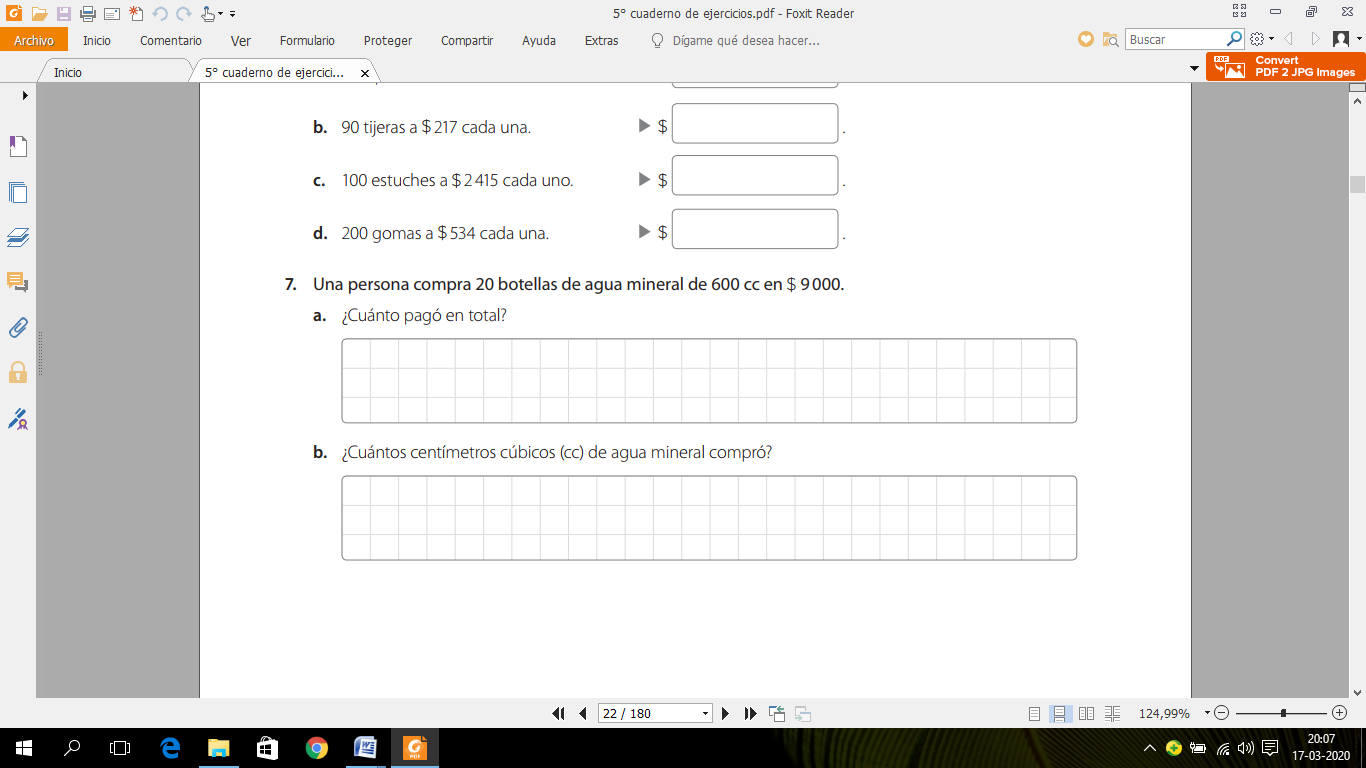 5° cuaderno de ejercicios.pdf - Foxit Reader
Archivo Inicio Comentario Ver Formulario Proteger Compartir Ayuda Extras Dígame qué desea hacer... Buscar
Inicio 5° cuaderno de ejercici... x
PDF Convert
PDF 2 JPG Images
b. 90 tijeras a $ 217 cada una. $ .
c. 100 estuches a $ 2 415 cada uno. $ .
d. 200 gomas a $ 534 cada una. $ .
7. Una persona compra 20 botellas de agua mineral de 600 cc en $ 9 000.
a. ¿Cuánto pagó en total?
b. ¿Cuántos centímetros cúbicos (cc) de agua mineral compró?
22 / 180 124,99%
20:07
17-03-2020